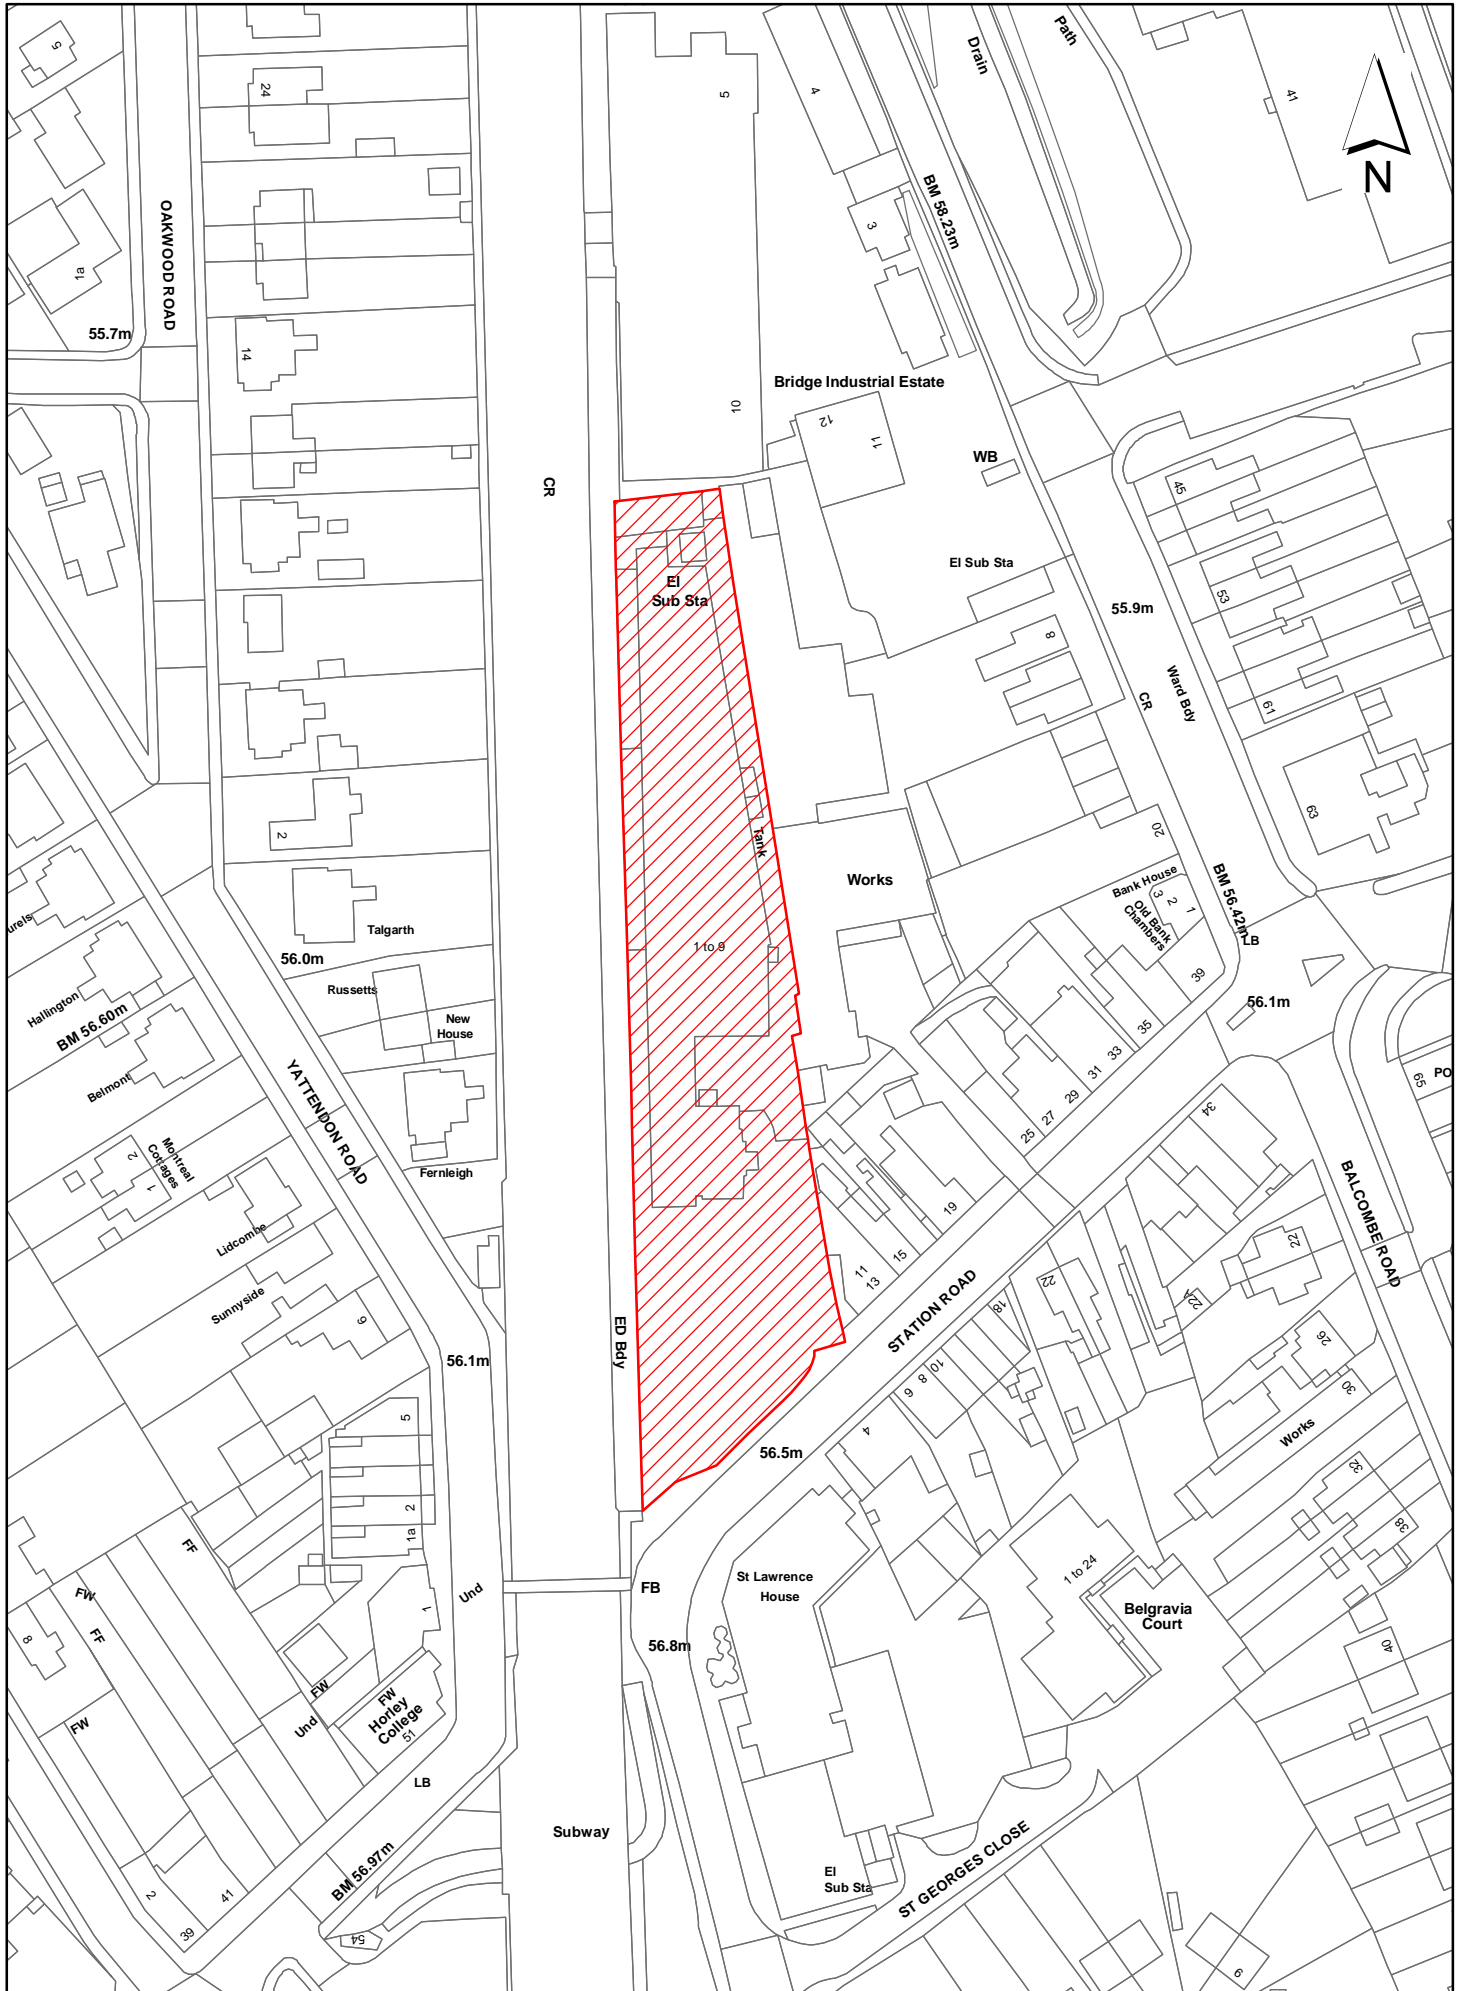 5
24
5
4
Drain
Path
41
N
OAKWOOD ROAD
1a
3
BM 58.23m
55.7m
14
Bridge Industrial Estate
10
12
11
CR
WB
45
El
Sub Sta
El Sub Sta
55.9m
53
8
Ward Bdy
CR
61
63
2
Tank
20
Works
BM 56.42m
Bank House
3
2
1
Old Bank
Chambers
LB
Talgarth
1 to 9
56.0m
39
56.1m
Russetts
New
House
urels
Hallington
BM 56.60m
Belmont
35
33
31
29
27
25
PO
69
34
YATTENDON ROAD
Montreal
Cottages
2
1
Fernleigh
Lidcombe
19
15
13
11
BALCOMBE ROAD
22
22
22A
Sunnyside
9
STATION ROAD
18
10
8
6
4
26
30
ED Bdy
56.1m
5
2
1a
1
56.5m
Works
32
38
FF
FW
FF
8
FW
Und
FB
St Lawrence
House
1 to 24
Belgravia
Court
56.8m
40
FW
FW
Horley
College
51
Und
LB
Subway
BM 56.97m
El
Sub Sta
ST GEORGES CLOSE
2
41
39
54
9